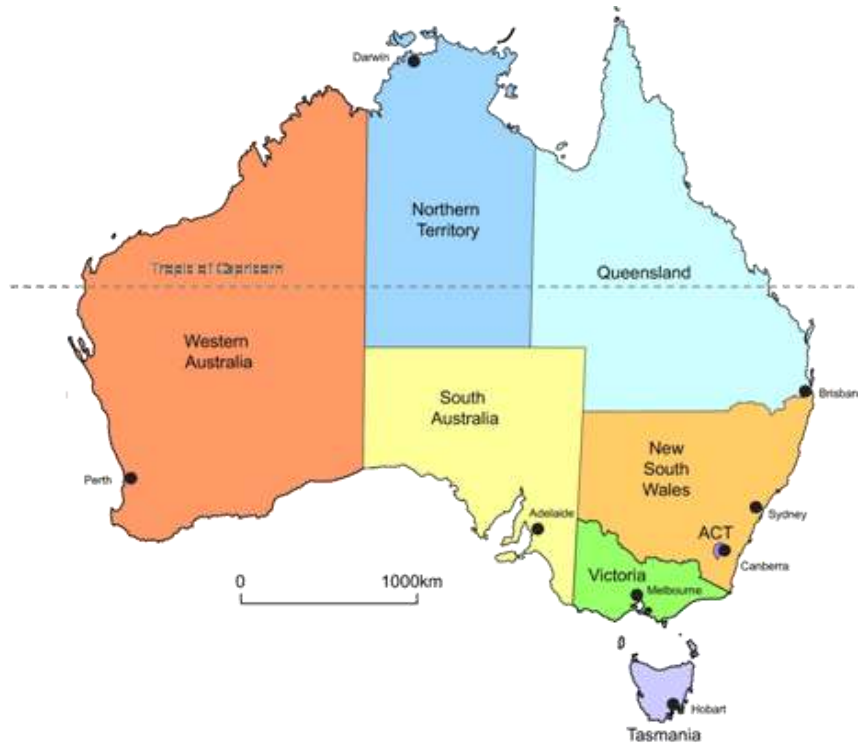 Darwin
Northern
Territory
Tropic of Capricorn
Queensland
Western
Australia
South
Australia
Brisban
New
South
Wales
Perth
Adelaide
Sydney
ACT
Canberra
0 1000km
Victoria
Melbourne
Hobart
Tasmania